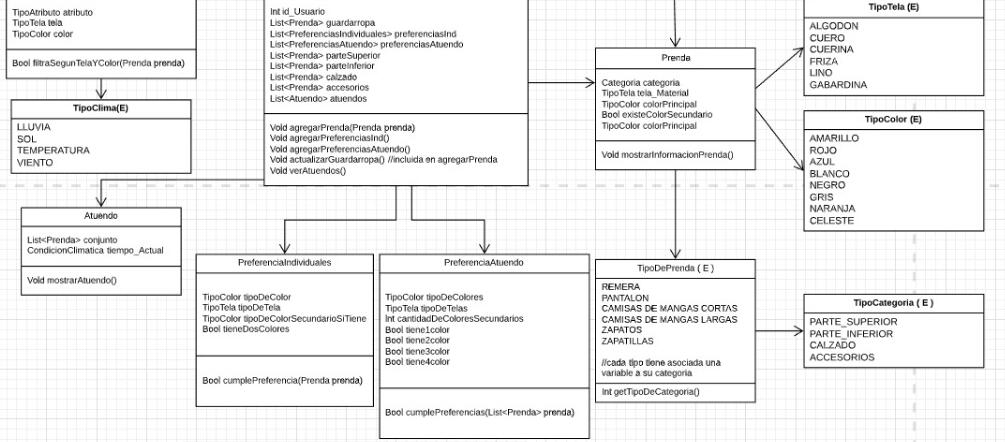 TipoAtributo atributo
TipoTela tela
TipoColor color
Bool filtraSegunTelaYColor(Prenda prenda)
TipoClima(E)
LLUVIA
SOL
TEMPERATURA
VIENTO
Int id_Usuario
List<Prenda> guardarropa
List<PreferiasIndividuales> preferenciasInd
List<PreferenciasAtuendo> preferenciasAtuendo
List<Prenda> parteSuperior
List<Prenda> parteInferior
List<Prenda> calzado
List<Prenda> accesorios
List<Atuendo> atuendos
Void agregarPrenda(Prenda prenda)
Void agregarPreferenciasInd()
Void agregarPreferenciasAtuendo()
Void actualizarGuardarropa() //incluida en agregarPrenda
Void verAtuendos()
Prenda
Categoria categoria
TipoTela tela_Material
TipoColor colorPrincipal
Bool existeColorSecundario
TipoColor colorPrincipal
Void mostrarInformacionPrenda()
TipoTela (E)
ALGODON
CUERO
CUERINA
FRIZA
LINO
GABARDINA
TipoColor (E)
AMARILLO
ROJO
AZUL
BLANCO
NEGRO
GRIS
NARANJA
CELESTE
Atuendo
List<Prenda> conjunto
CondicionClimatica tiempo_Actual
Void mostrarAtuendo()
PreferenciaIndividuales
TipoColor tipoDeColor
TipoTela tipoDeTela
TipoColor tipoDeColorSecundarioSiTiene
Bool tieneDosColores
Bool cumplePreferencia(Prenda prenda)
PreferenciaAtuendo
TipoColor tipoDeColores
TipoTela tipoDeTelas
Int cantidadDeColoresSecundarios
Bool tiene1color
Bool tiene2color
Bool tiene3color
Bool tiene4color
Bool cumplePreferencias(List<Prenda> prenda)
TipoDePrenda ( E )
REMERA
PANTALON
CAMISAS DE MANGAS CORTAS
CAMISAS DE MANGAS LARGAS
ZAPATOS
ZAPATILLAS
//cada tipo tiene asociada una
variable a su categoria
Int getTipoDeCategoria()
TipoCategoria ( E )
PARTE_SUPERIOR
PARTE_INFERIOR
CALZADO
ACCESORIOS